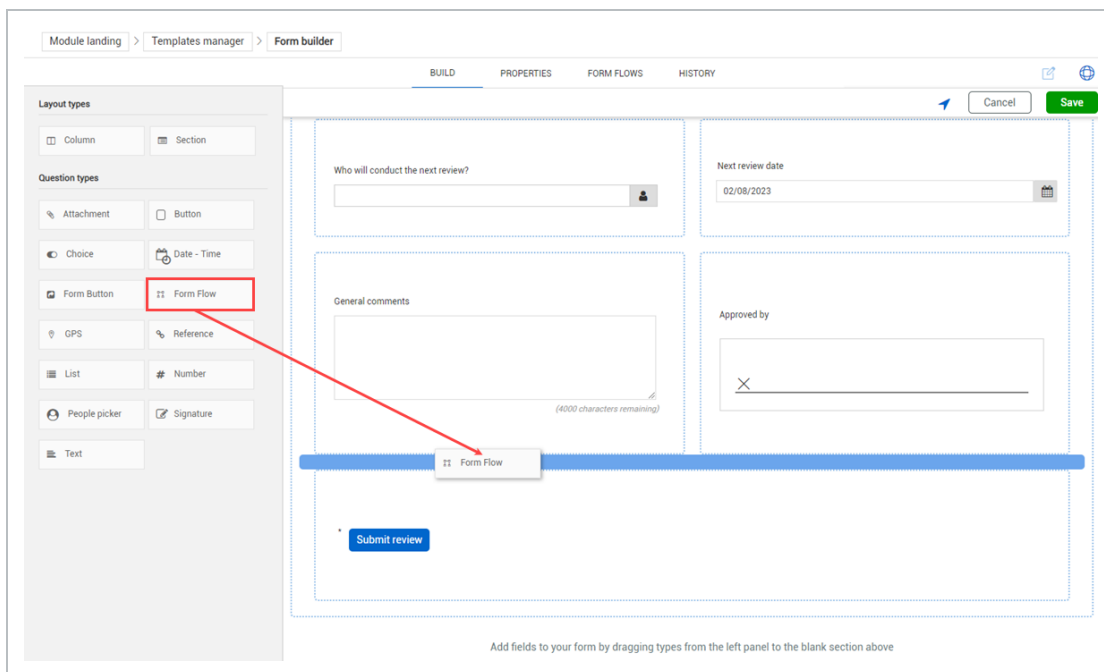 Module landing > Templates manager > Form builder
BUILD PROPERTIES FORM FLOWS HISTORY
Cancel Save
Layout types
Column Section
Question types
Attachment Button
Choice Date - Time
Form Button Form Flow
GPS Reference
List # Number
People picker Signature
Text
Who will conduct the next review?
Next review date
02/08/2023
General comments
(4000 characters remaining)
Approved by
Form Flow
* Submit review
Add fields to your form by dragging types from the left panel to the blank section above